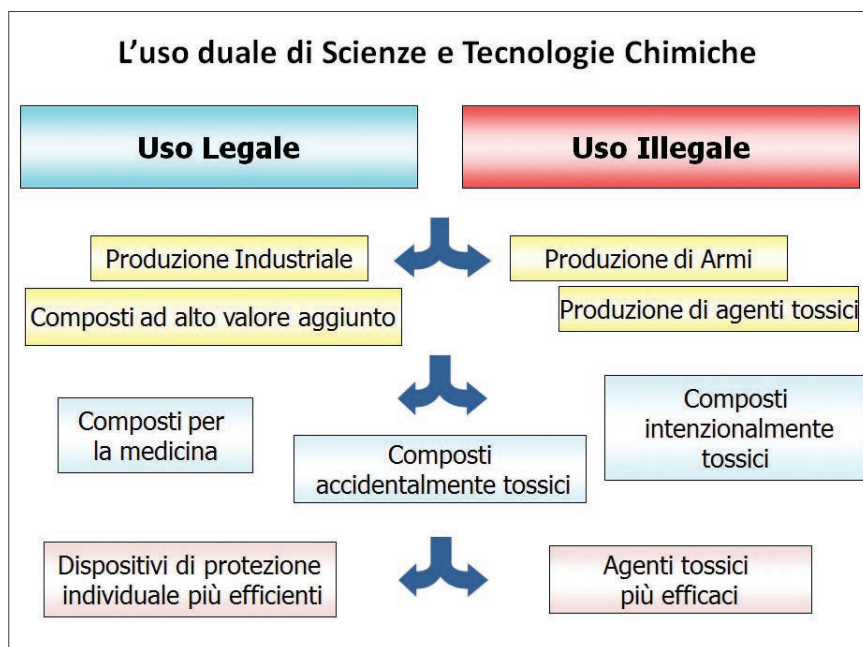 L'uso duale di Scienze e Tecnologie Chimiche
Uso Legale
Uso Illegale
Produzione Industriale
Produzione di Armi
Composti ad alto valore aggiunto
Produzione di agenti tossici
Composti per
la medicina
Composti
accidentalmente tossici
Composti
intenzionalmente
tossici
Dispositivi di protezione
individuale più efficienti
Agenti tossici
più efficaci